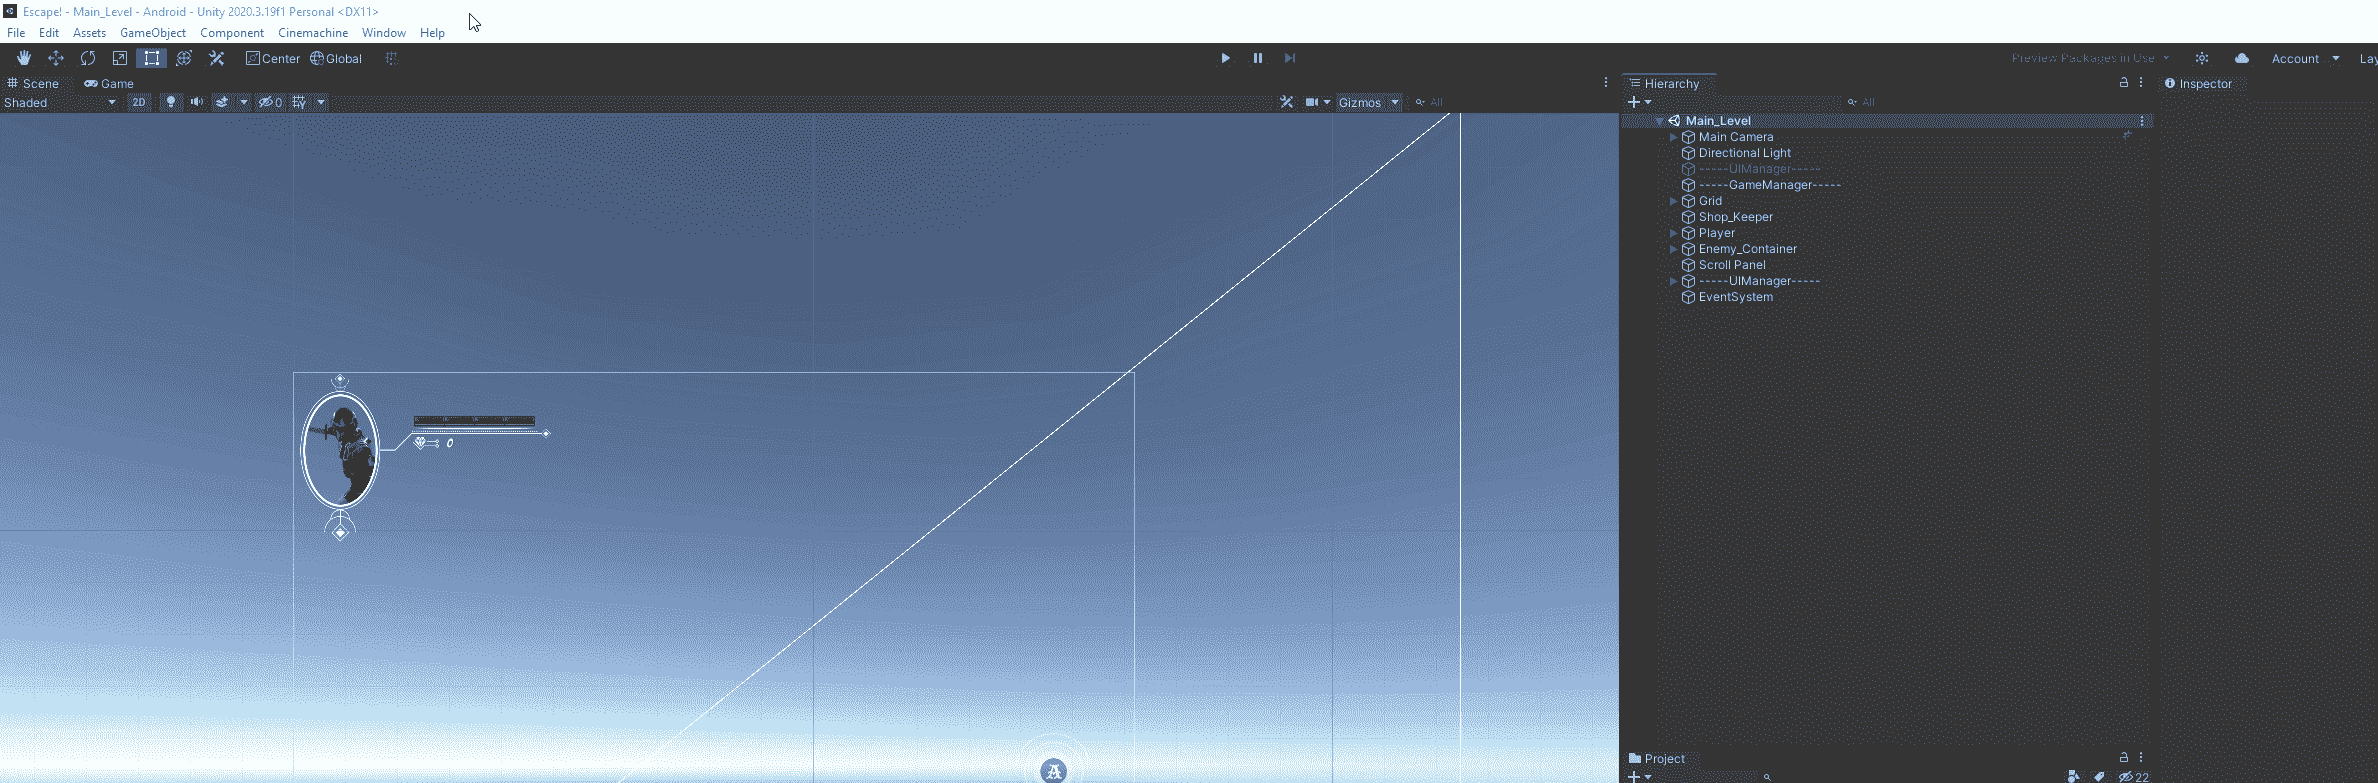 Escape! - Main_Level - Android - Unity 2020.3.19f1 Personal <DX11>
File Edit Assets GameObject Component Cinemachine Window Help
Center Global Preview Packages in Use Account Lay
Scene Game Hierarchy Inspector
Shaded 2D 0 Gizmos All All
Main_Level
Main Camera
Directional Light
-----UIManager-----
-----GameManager-----
Grid
Shop_Keeper
Player
Enemy_Container
Scroll Panel
-----UIManager-----
EventSystem
0
Project
A 22